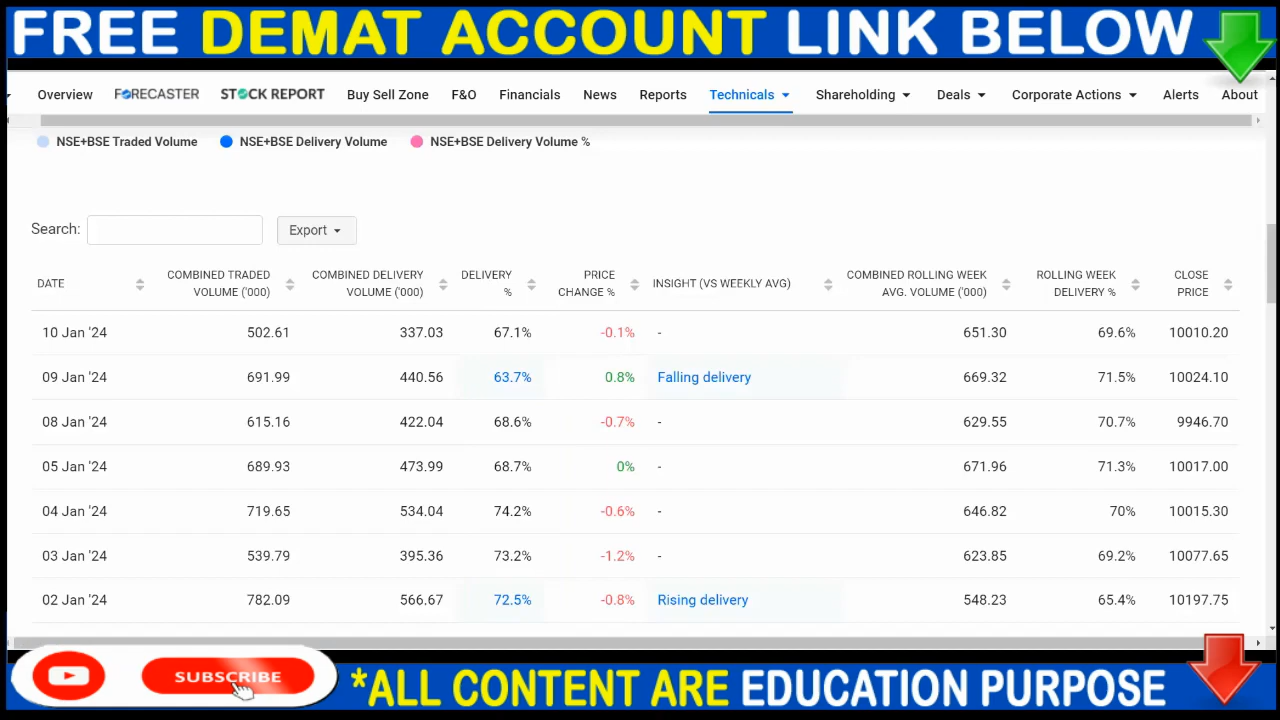 FREE DEMAT ACCOUNT LINK BELOW
Overview FORECASTER STOCK REPORT Buy Sell Zone F&O Financials News Reports Technicals Shareholding Deals Corporate Actions Alerts About
NSE+BSE Traded Volume NSE+BSE Delivery Volume NSE+BSE Delivery Volume %
Search: Export
DATE COMBINED TRADED VOLUME ('000) COMBINED DELIVERY VOLUME ('000) DELIVERY % PRICE CHANGE % INSIGHT (VS WEEKLY AVG) COMBINED ROLLING WEEK AVG. VOLUME ('000) ROLLING WEEK DELIVERY % CLOSE PRICE
10 Jan '24 502.61 337.03 67.1% -0.1% - 651.30 69.6% 10010.20
09 Jan '24 691.99 440.56 63.7% 0.8% Falling delivery 669.32 71.5% 10024.10
08 Jan '24 615.16 422.04 68.6% -0.7% - 629.55 70.7% 9946.70
05 Jan '24 689.93 473.99 68.7% 0% - 671.96 71.3% 10017.00
04 Jan '24 719.65 534.04 74.2% -0.6% - 646.82 70% 10015.30
03 Jan '24 539.79 395.36 73.2% -1.2% - 623.85 69.2% 10077.65
02 Jan '24 782.09 566.67 72.5% -0.8% Rising delivery 548.23 65.4% 10197.75
SUBSCRIBE
*ALL CONTENT ARE EDUCATION PURPOSE